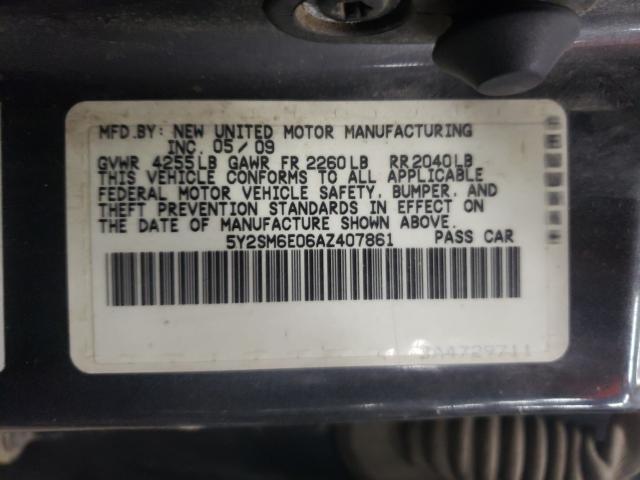 MFD.BY: NEW UNITED MOTOR MANUFACTURING
INC. 05/09
GVWR 4255LB GAWR FR 2260LB RR2040LB
THIS VEHICLE CONFORMS TO ALL APPLICABLE
FEDERAL MOTOR VEHICLE SAFETY, BUMPER, AND
THEFT PREVENTION STANDARDS IN EFFECT ON
THE DATE OF MANUFACTURE SHOWN ABOVE.
5Y2SM6E06AZ407861 PASS CAR